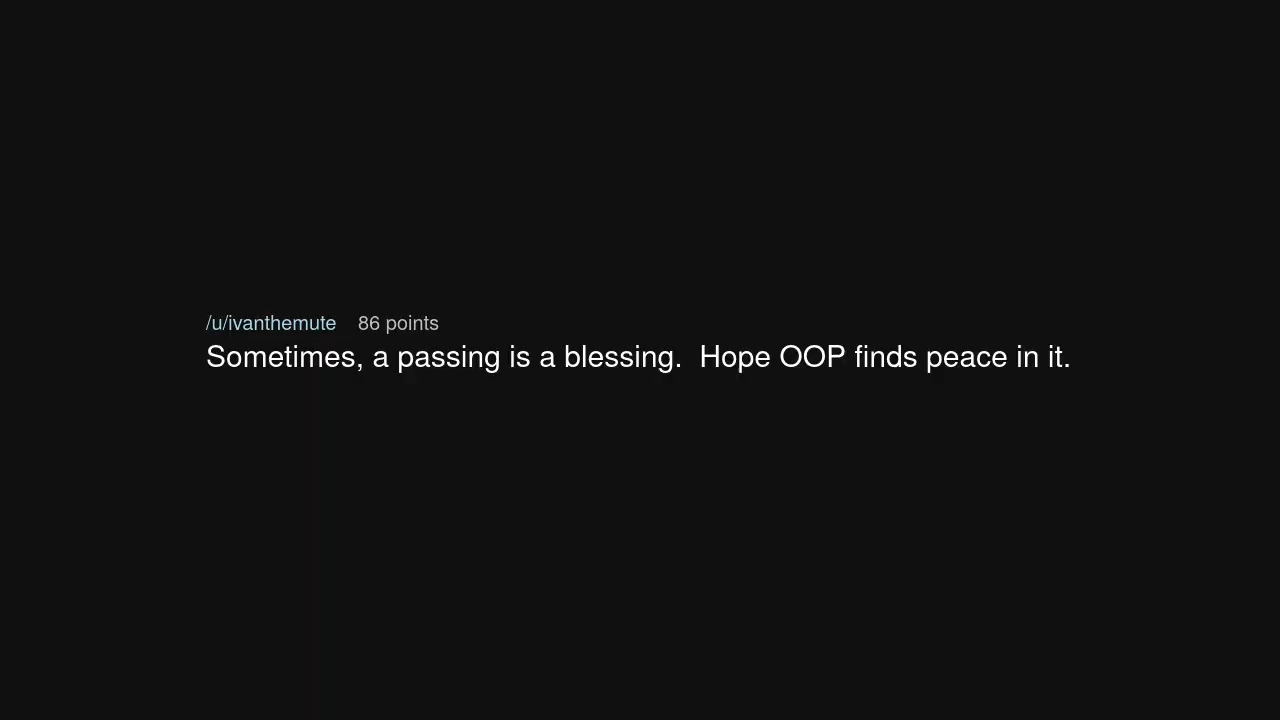 /u/ivanthemute 86 points
Sometimes, a passing is a blessing.  Hope OOP finds peace in it.